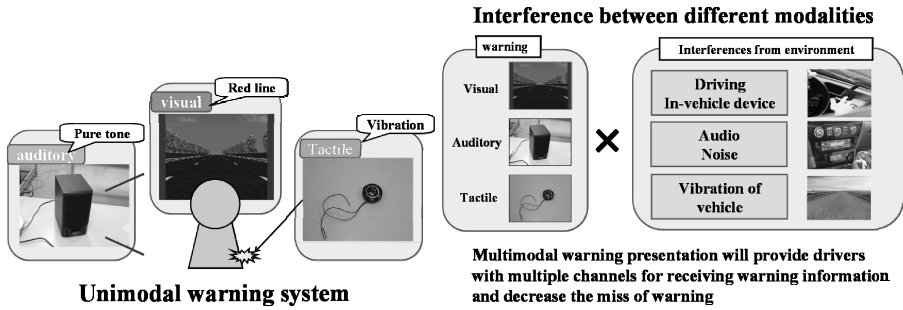 Interference between different modalities
Red line
visual
Pure tone
auditory
Vibration
Tactile
Unimodal warning system
warning
Visual
Auditory
Tactile
Interferences from environment
Driving
In-vehicle device
Audio
Noise
Vibration of
vehicle
Multimodal warning presentation will provide drivers
with multiple channels for receiving warning information
and decrease the miss of warning